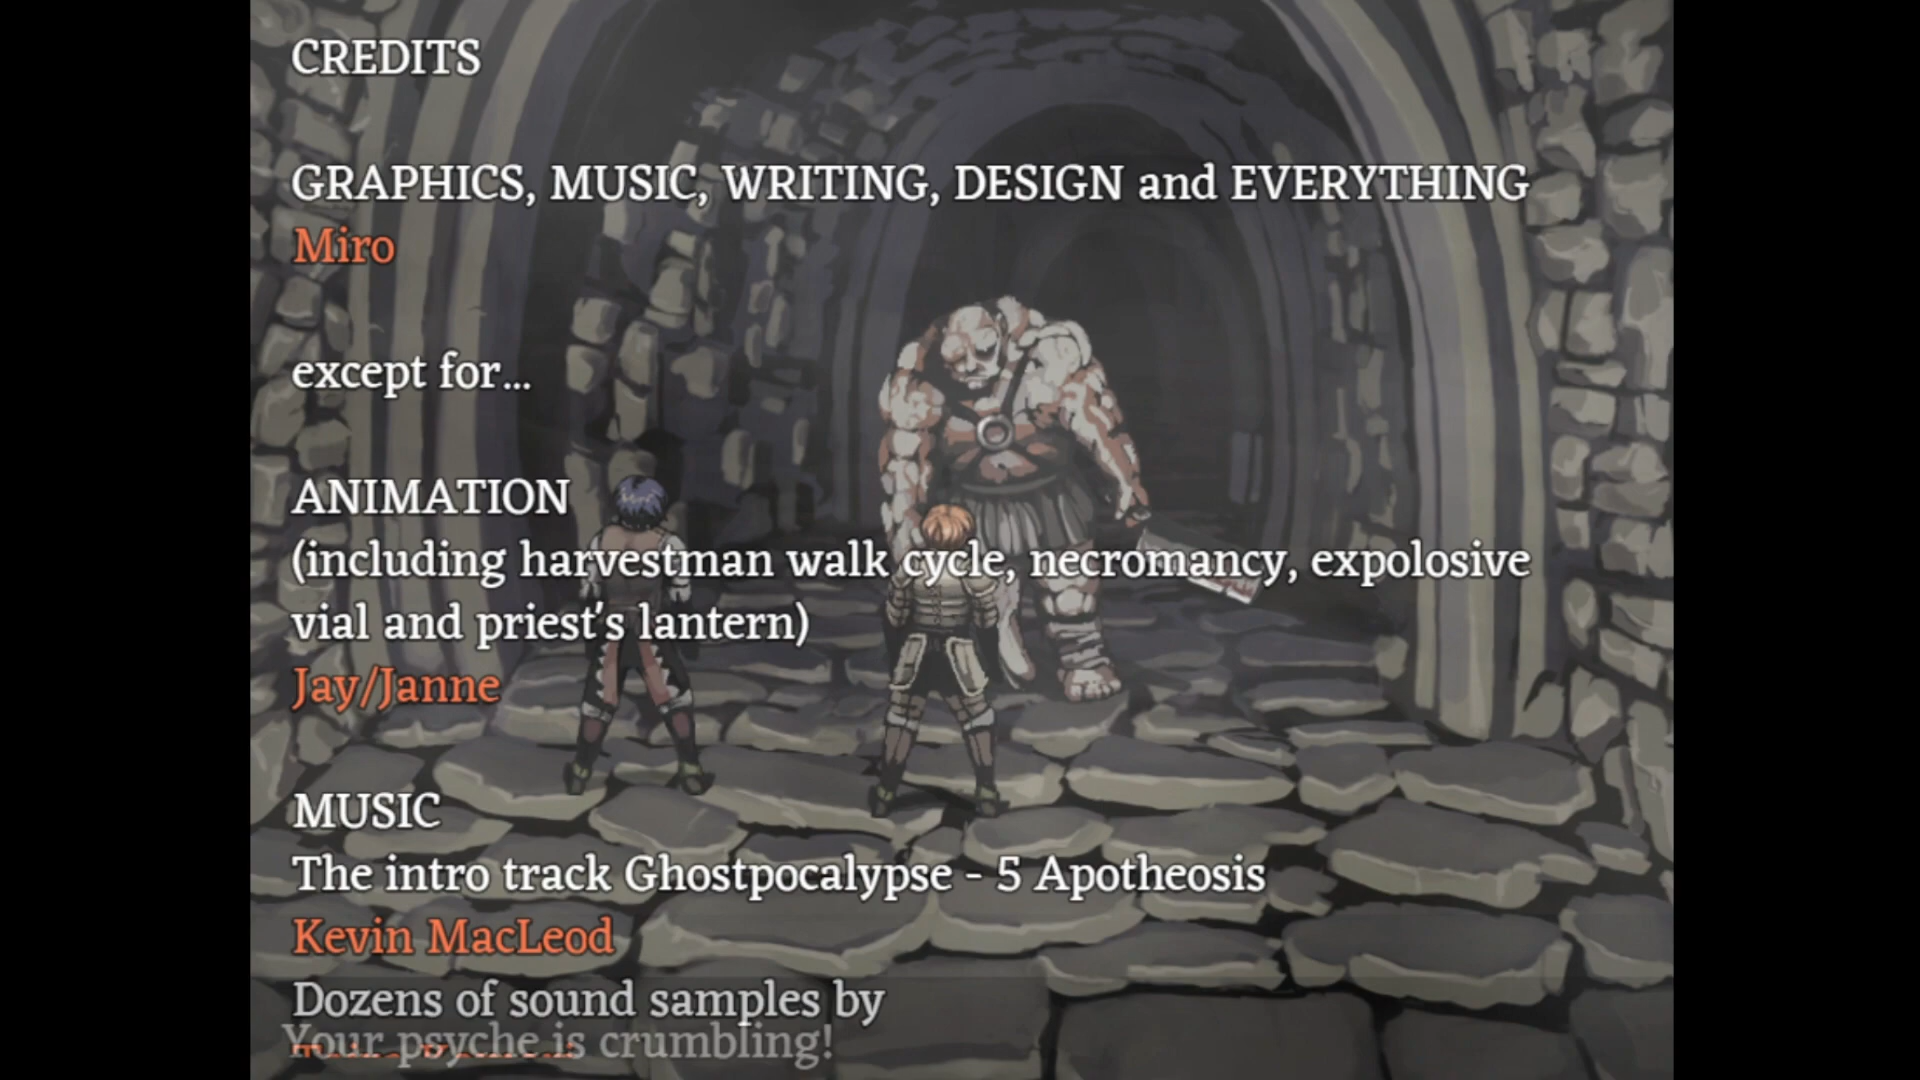 CREDITS
GRAPHICS, MUSIC, WRITING, DESIGN and EVERYTHING
Miro
except for...
ANIMATION
(including harvestman walk cycle, necromancy, expolosive
vial and priest's lantern)
Jay/Janne
MUSIC
The intro track Ghostpocalypse - 5 Apotheosis
Kevin MacLeod
Dozens of sound samples by
Your psyche is crumbling!